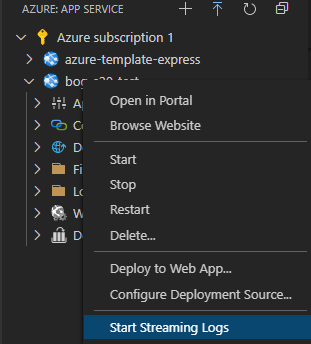 AZURE: APP SERVICE
Azure subscription 1
azure-template-express
Open in Portal
Browse Website
Start
Stop
Restart
Delete...
Deploy to Web App...
Configure Deployment Source...
Start Streaming Logs